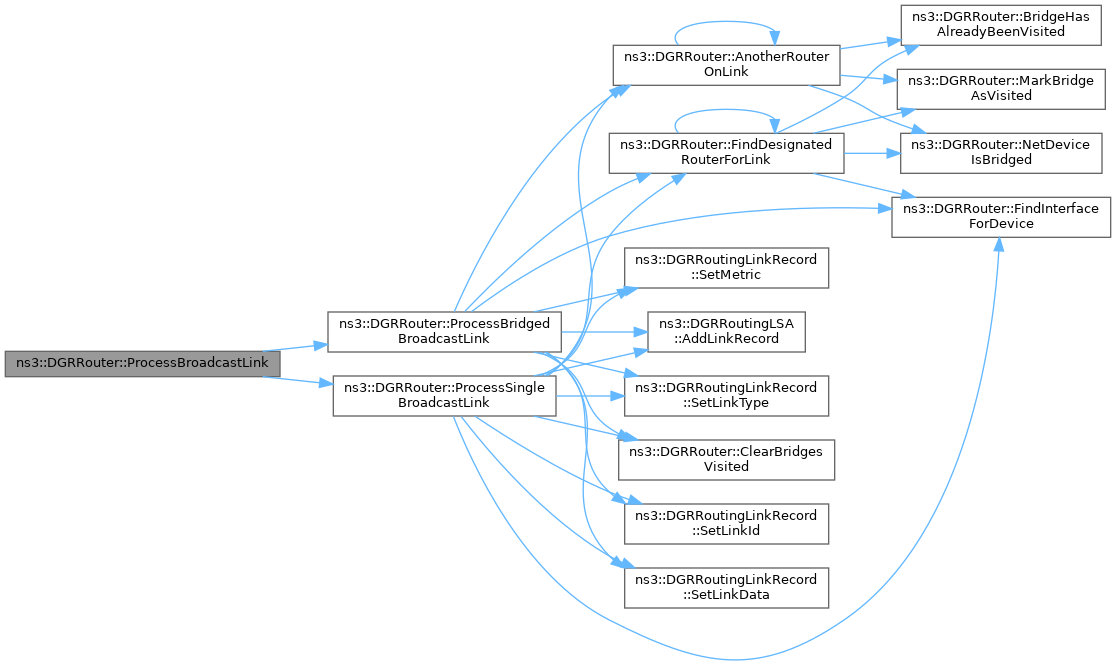 ns3::DGRRouter::ProcessBroadcastLink
ns3::DGRRouter::ProcessBridged
BroadcastLink
ns3::DGRRouter::ProcessSingle
BroadcastLink
ns3::DGRRouter::AnotherRouter
OnLink
ns3::DGRRouter::FindDesignated
RouterForLink
ns3::DGRRoutingLinkRecord
::SetMetric
ns3::DGRRoutingLSA
::AddLinkRecord
ns3::DGRRoutingLinkRecord
::SetLinkType
ns3::DGRRouter::ClearBridges
Visited
ns3::DGRRoutingLinkRecord
::SetLinkId
ns3::DGRRoutingLinkRecord
::SetLinkData
ns3::DGRRouter::BridgeHas
AlreadyBeenVisited
ns3::DGRRouter::MarkBridge
AsVisited
ns3::DGRRouter::NetDevice
IsBridged
ns3::DGRRouter::FindInterface
ForDevice